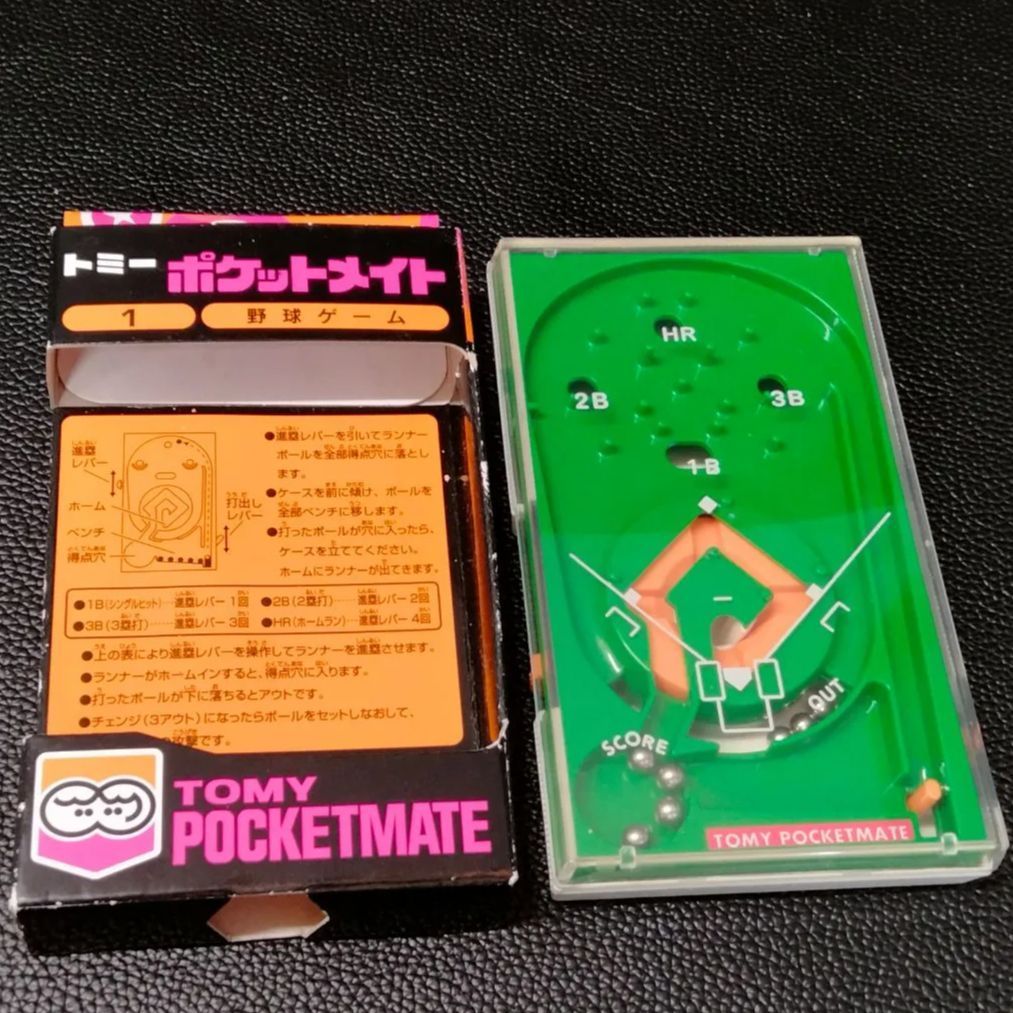 トミー ポケットメイト
1 野球ゲーム
進塁レバー
ホーム
ベンチ
得点穴
打出しレバー
●進塁レバーを引いてランナー
ボールを全部得点穴に落とし
ます。
●ケースを前に傾け、ボールを
全部ベンチに移します。
●打ったボールが穴に入ったら、
ケースを立ててください。
ホームにランナーが出てきます。
●1B(シングルヒット)…進塁レバー 1回 ●2B(2塁打)…進塁レバー 2回
●3B(3塁打)…進塁レバー 3回 ●HR(ホームラン)…進塁レバー 4回
●上の表により進塁レバーを操作してランナーを進塁させます。
●ランナーがホームインすると、得点穴に入ります。
●打ったボールが下に落ちるとアウトです。
●チェンジ(3アウト)になったらボールをセットしなおして、
攻撃です。
TOMY
POCKETMATE
HR
2B
3B
1B
OUT
SCORE
TOMY POCKETMATE